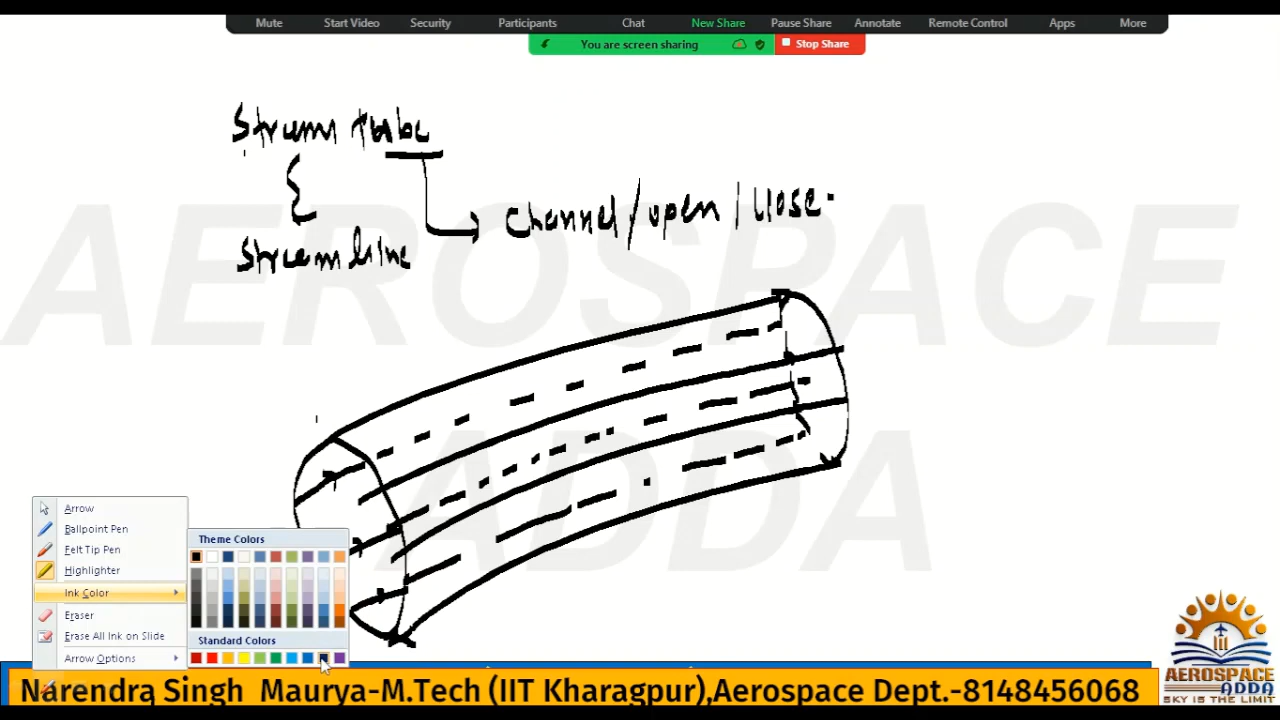 Mute Start Video Security Participants Chat New Share Pause Share Annotate Remote Control Apps More
You are screen sharing Stop Share
Stream tube
Channel/open/close.
Streamline
AEROSPACE
ADDA
Arrow
Ballpoint Pen
Felt Tip Pen
Highlighter
Ink Color
Eraser
Erase All Ink on Slide
Arrow Options
Theme Colors
Standard Colors
Narendra Singh Maurya-M.Tech (IIT Kharagpur),Aerospace Dept.-8148456068
AEROSPACE
ADDA
SKY IS THE LIMIT